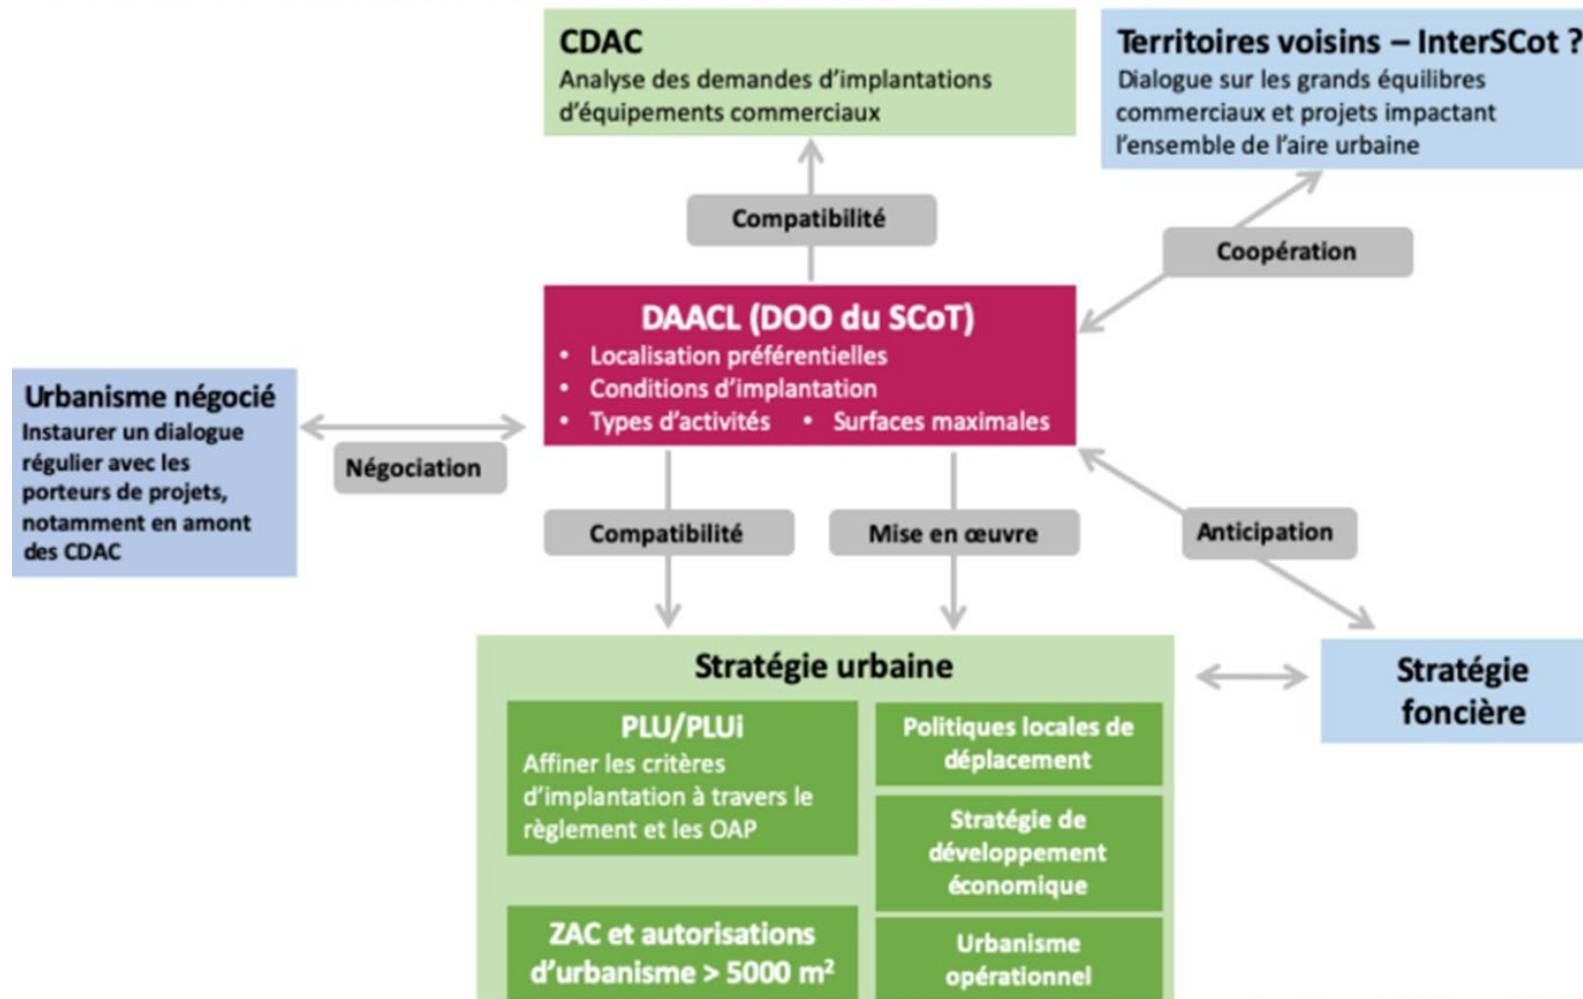 CDAC
Analyse des demandes d'implantations
d'équipements commerciaux
Territoires voisins – InterSCot ?
Dialogue sur les grands équilibres
commerciaux et projets impactant
l'ensemble de l'aire urbaine
Compatibilité
Coopération
DAACL (DOO du SCoT)
• Localisation préférentielles
• Conditions d'implantation
• Types d'activités • Surfaces maximales
Urbanisme négocié
Instaurer un dialogue
régulier avec les
porteurs de projets,
notamment en amont
des CDAC
Négociation
Compatibilité
Mise en œuvre
Anticipation
Stratégie urbaine
PLU/PLUi
Affiner les critères
d'implantation à travers le
règlement et les OAP
ZAC et autorisations
d'urbanisme > 5000 m²
Politiques locales de
déplacement
Stratégie de
développement
économique
Urbanisme
opérationnel
Stratégie
foncière